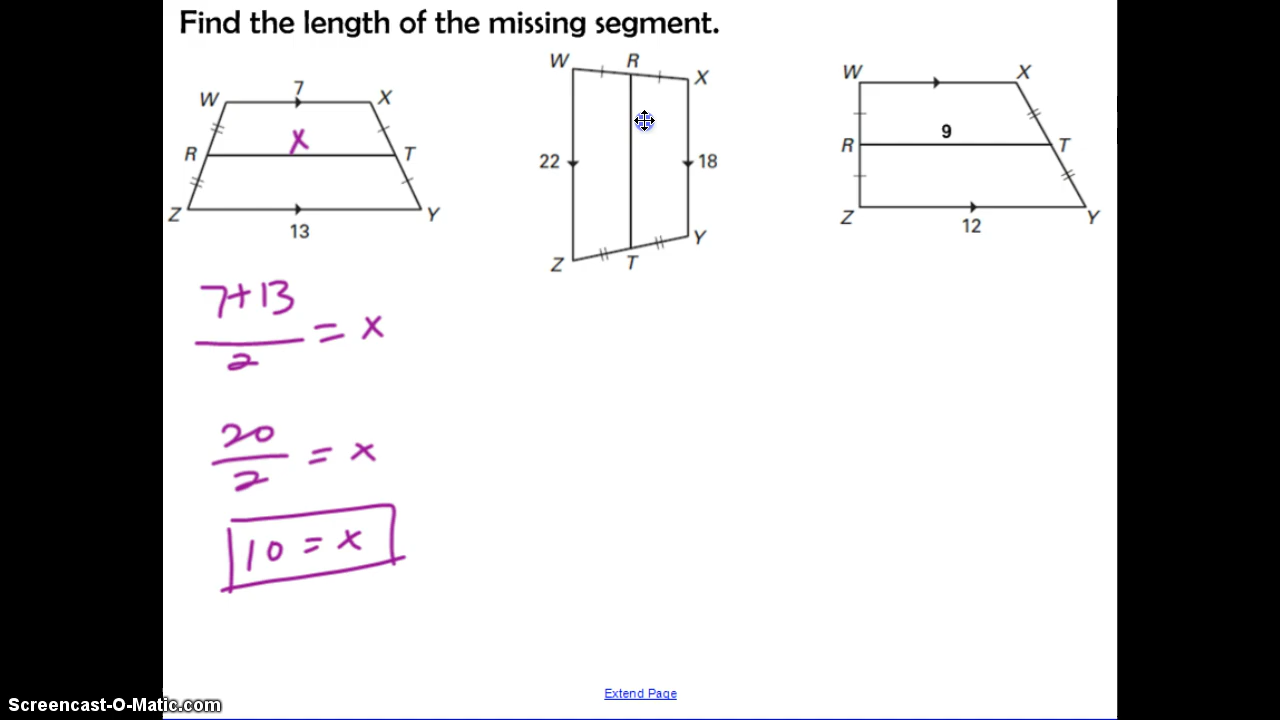 Find the length of the missing segment.
W
7
X
X
R
T
Z
13
Y
7+13
2
= x
20
2
= x
10 = x
W
R
X
22
18
Z
T
Y
W
X
R
9
T
Z
12
Y
Extend Page
Screencast-O-Matic.com